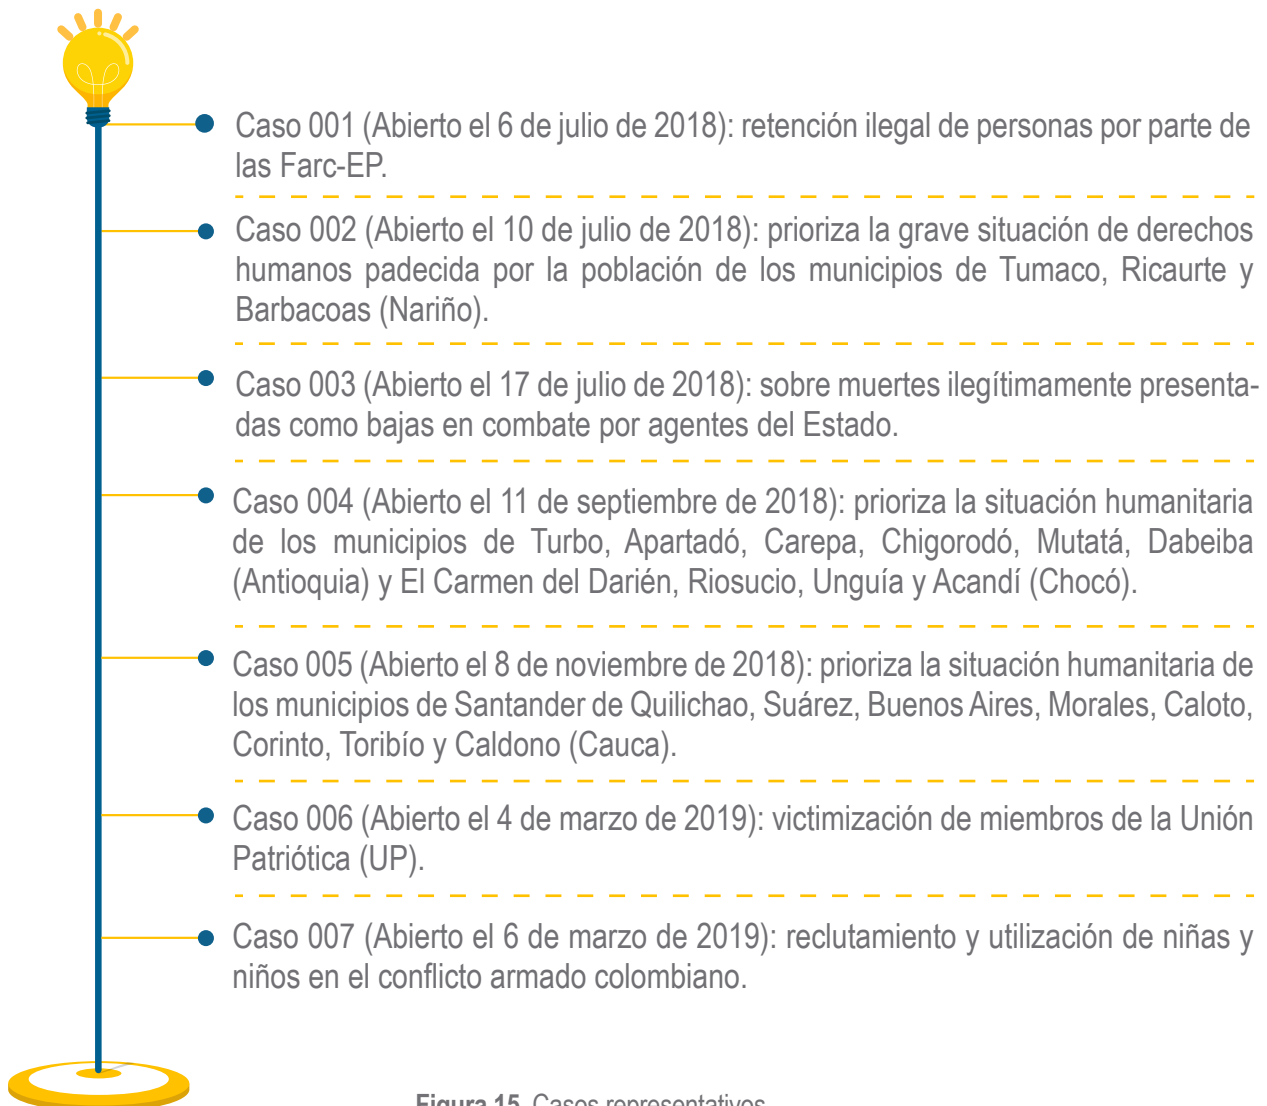 Caso 001 (Abierto el 6 de julio de 2018): retención ilegal de personas por parte de
las Farc-EP.
Caso 002 (Abierto el 10 de julio de 2018): prioriza la grave situación de derechos
humanos padecida por la población de los municipios de Tumaco, Ricaurte y
Barbacoas (Nariño).
Caso 003 (Abierto el 17 de julio de 2018): sobre muertes ilegítimamente presenta-
das como bajas en combate por agentes del Estado.
Caso 004 (Abierto el 11 de septiembre de 2018): prioriza la situación humanitaria
de los municipios de Turbo, Apartadó, Carepa, Chigorodó, Mutatá, Dabeiba
(Antioquia) y El Carmen del Darién, Riosucio, Unguía y Acandí (Chocó).
Caso 005 (Abierto el 8 de noviembre de 2018): prioriza la situación humanitaria de
los municipios de Santander de Quilichao, Suárez, Buenos Aires, Morales, Caloto,
Corinto, Toribío y Caldono (Cauca).
Caso 006 (Abierto el 4 de marzo de 2019): victimización de miembros de la Unión
Patriótica (UP).
Caso 007 (Abierto el 6 de marzo de 2019): reclutamiento y utilización de niñas y
niños en el conflicto armado colombiano.
Figura 15. Casos representativos